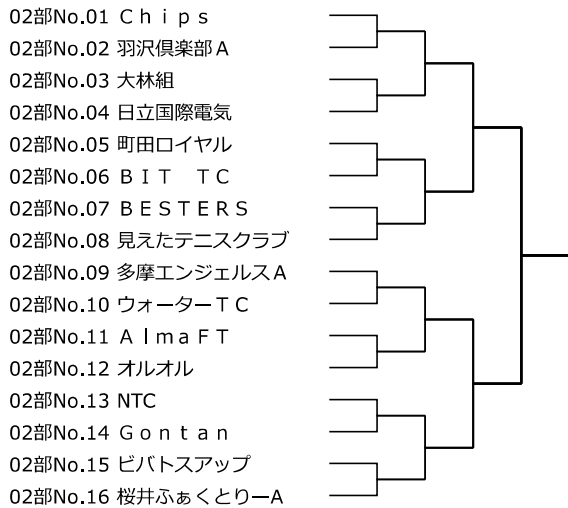 02部No.01 Ｃｈｉｐｓ
02部No.02 羽沢倶楽部Ａ
02部No.03 大林組
02部No.04 日立国際電気
02部No.05 町田ロイヤル
02部No.06 ＢＩＴ　ＴＣ
02部No.07 ＢＥＳＴＥＲＳ
02部No.08 見えたテニスクラブ
02部No.09 多摩エンジェルスＡ
02部No.10 ウォーターＴＣ
02部No.11 ＡｌｍａＦＴ
02部No.12 オルオル
02部No.13 NTC
02部No.14 Ｇｏｎｔａｎ
02部No.15 ビバトスアップ
02部No.16 桜井ふぁくとりーA